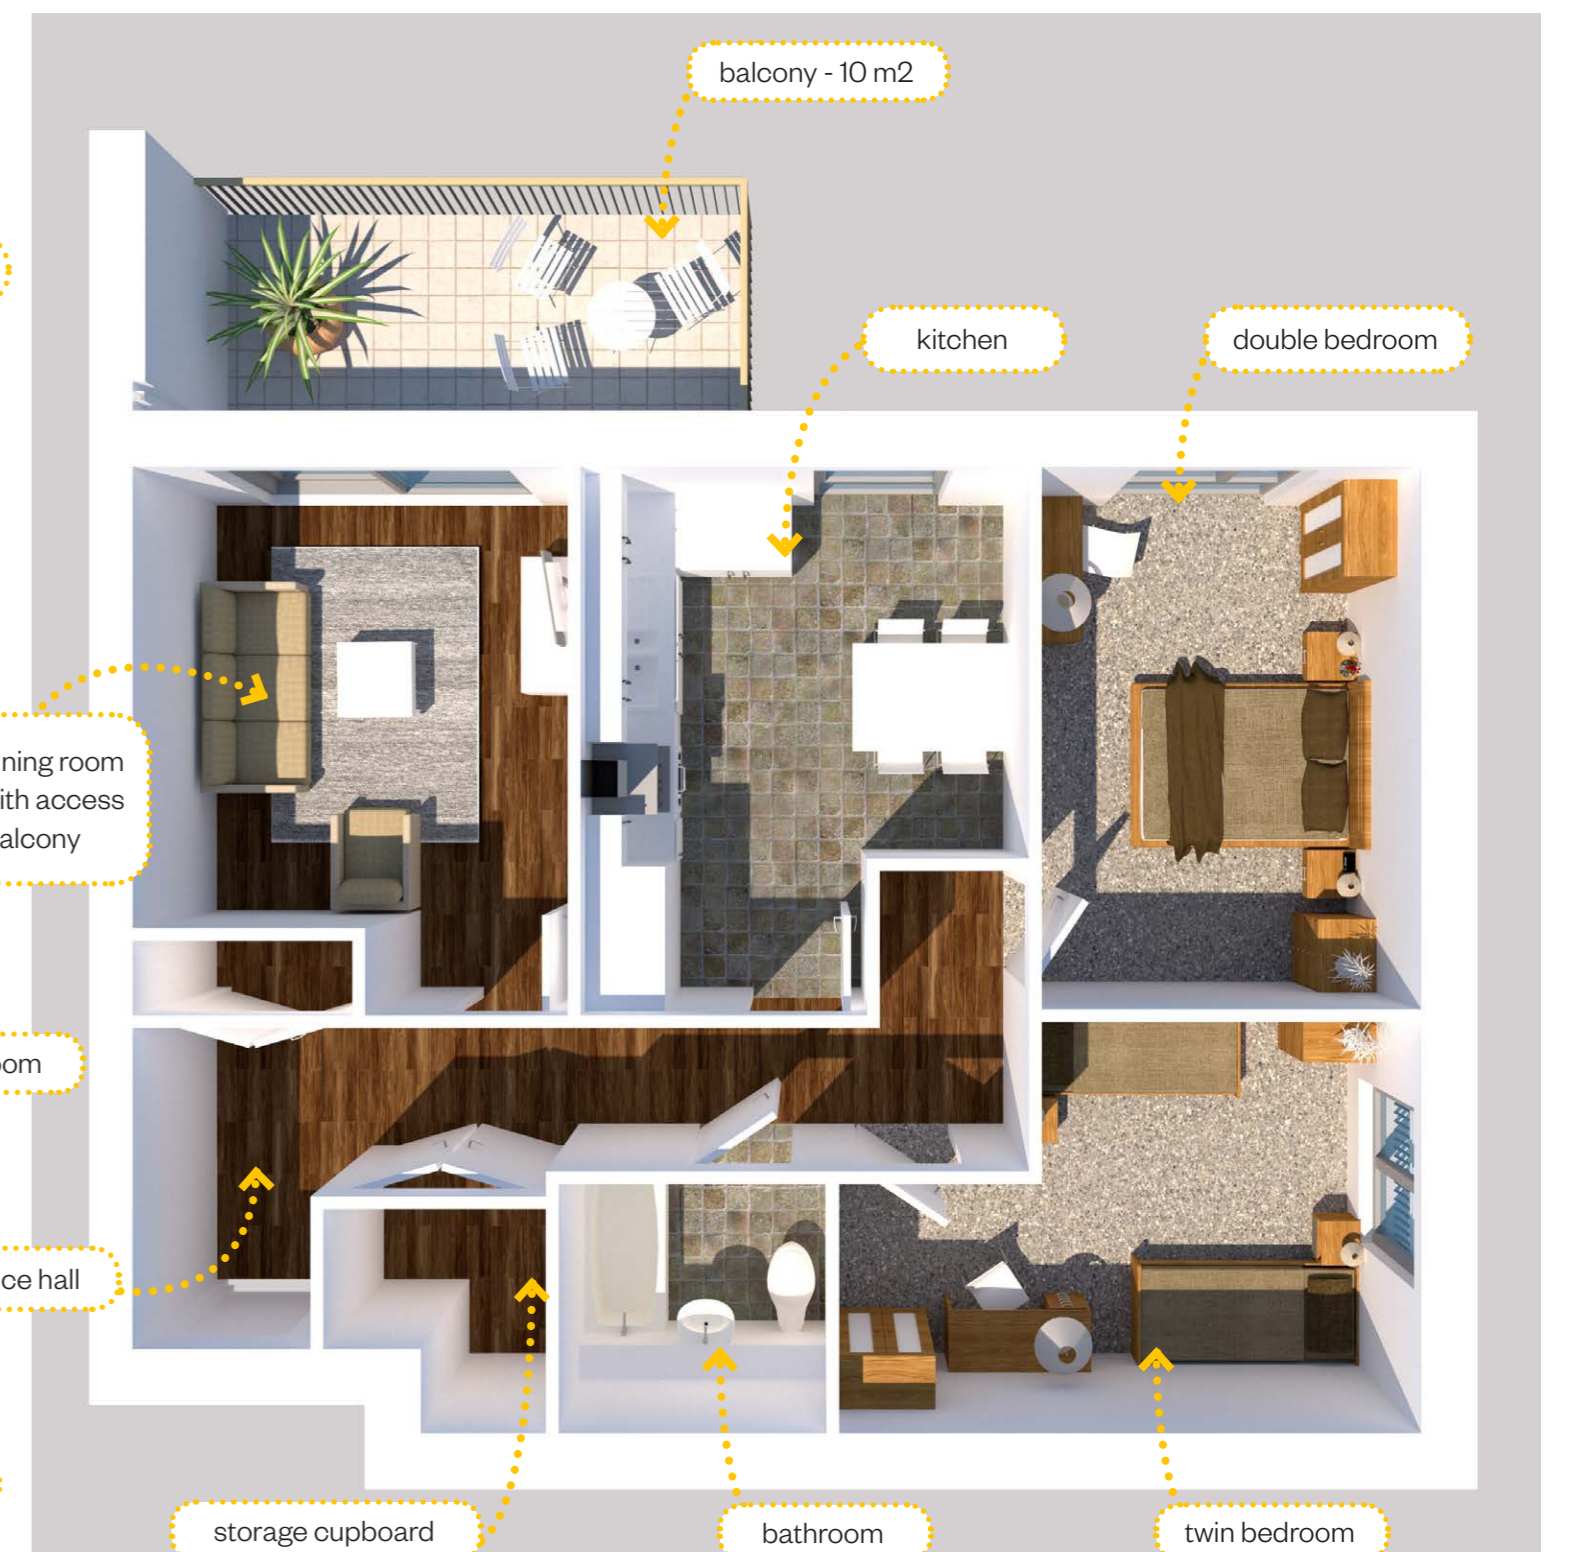 balcony - 10 m2
kitchen
double bedroom
ning room
ith access
alcony
om
ce hall
storage cupboard
bathroom
twin bedroom